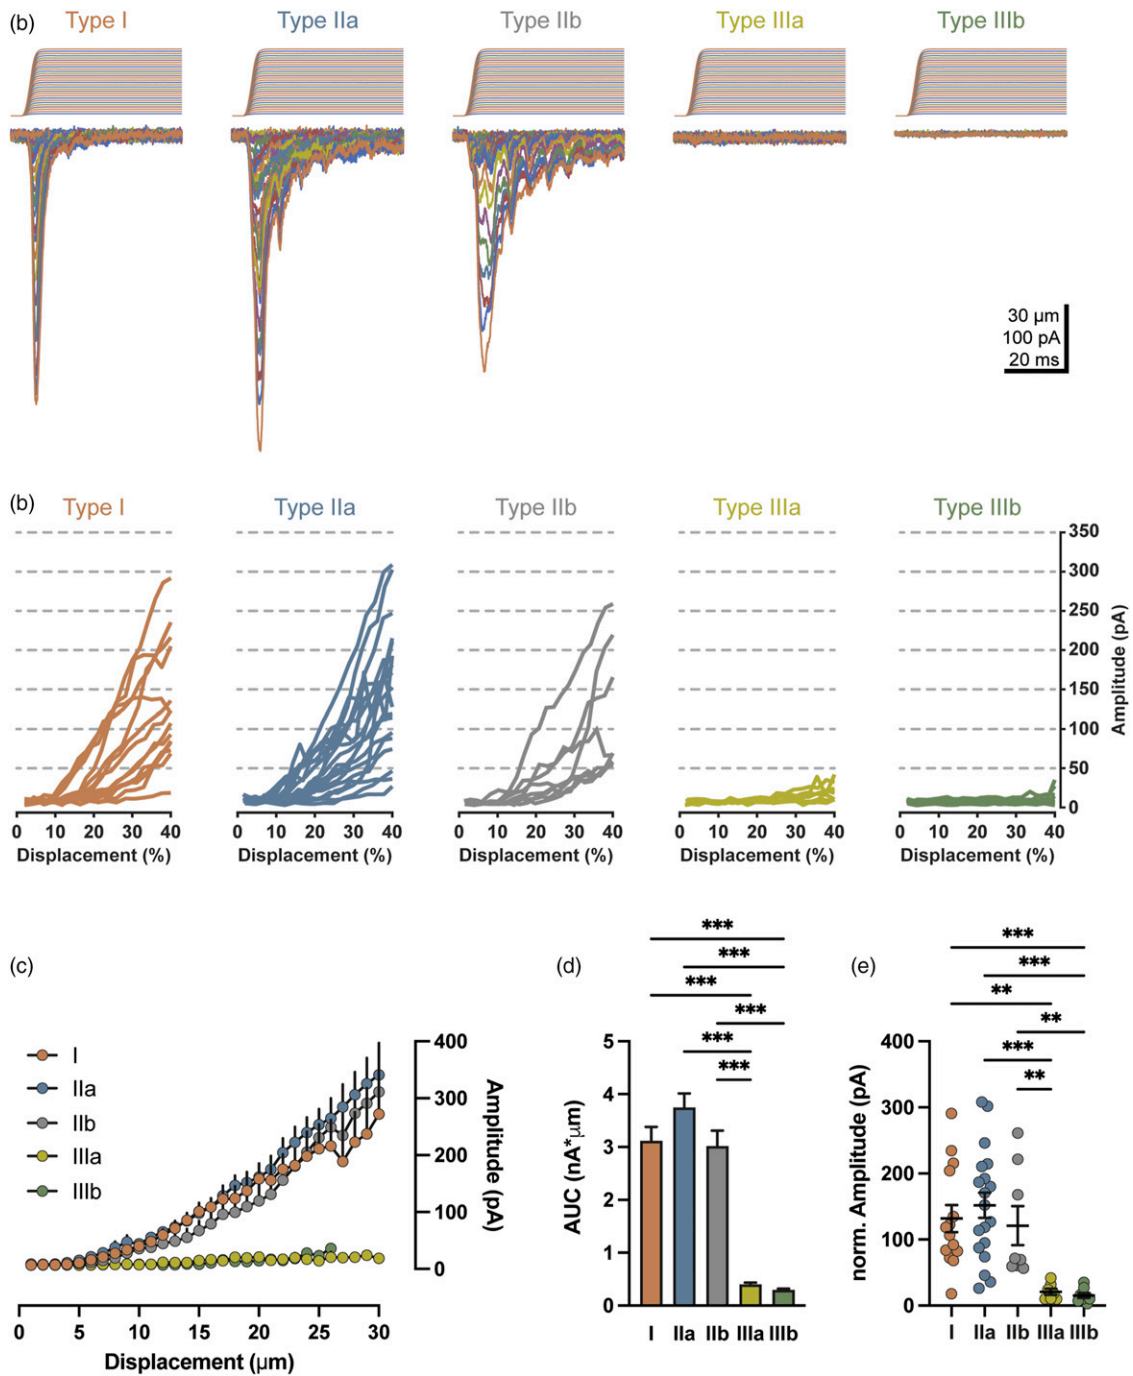 (b) Type I Type IIa Type IIb Type IIIa Type IIIb
30 µm
100 pA
20 ms
(b) Type I Type IIa Type IIb Type IIIa Type IIIb
350
300
250
200
150
100
50
0
Amplitude (pA)
0 10 20 30 40 0 10 20 30 40 0 10 20 30 40 0 10 20 30 40 0 10 20 30 40
Displacement (%) Displacement (%) Displacement (%) Displacement (%) Displacement (%)
(c)
I
IIa
IIb
IIIa
IIIb
400
300
200
100
0
Amplitude (pA)
0 5 10 15 20 25 30
Displacement (µm)
(d)
***
***
***
***
***
***
5
4
3
2
1
0
AUC (nA*µm)
I IIa IIb IIIa IIIb
(e)
***
***
**
**
***
**
400
300
200
100
0
norm. Amplitude (pA)
I IIa IIb IIIa IIIb